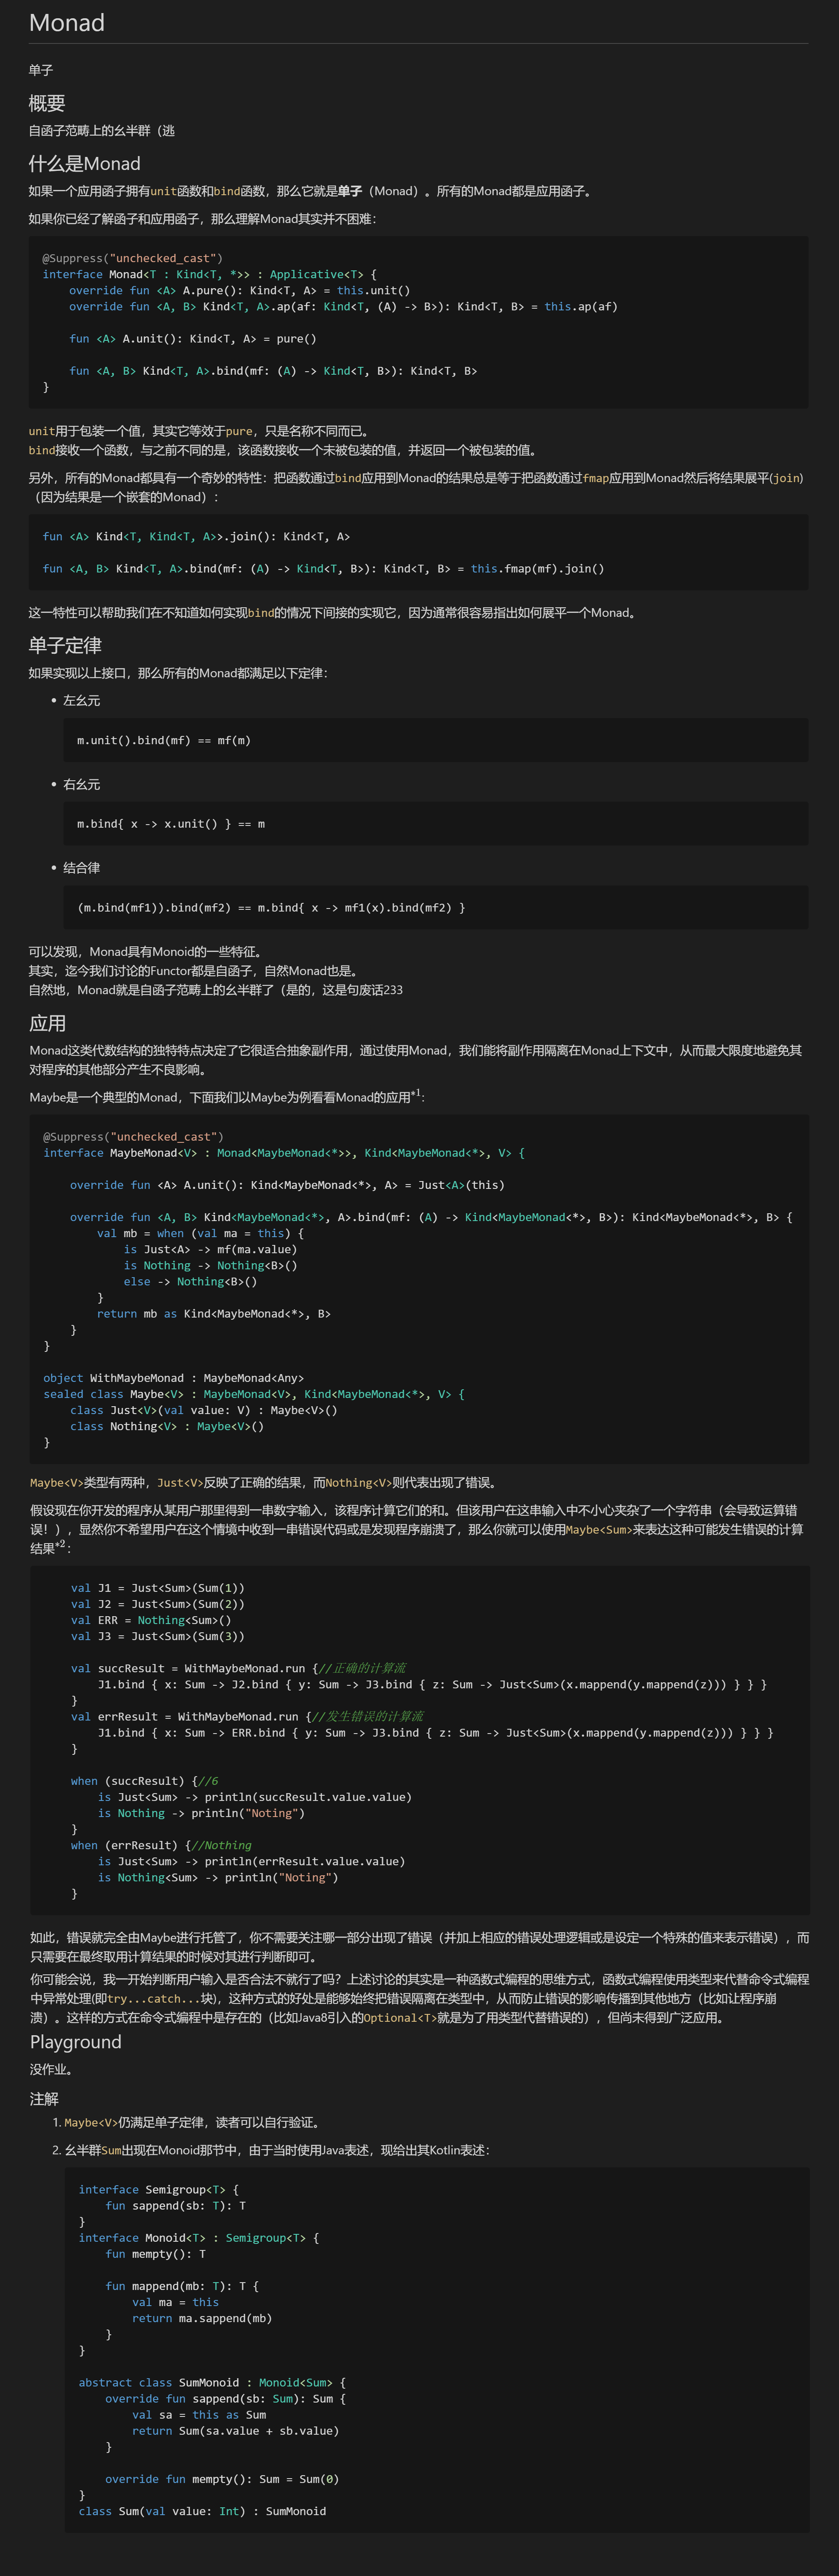 Monad
单子
概要
自函子范畴上的幺半群（逃
什么是Monad
如果一个应用函子拥有unit函数和bind函数，那么它就是单子（Monad）。所有的Monad都是应用函子。
如果你已经了解函子和应用函子，那么理解Monad其实并不困难：
@Suppress("unchecked_cast")
interface Monad<T : Kind<T, *>> : Applicative<T> {
    override fun <A> A.pure(): Kind<T, A> = this.unit()
    override fun <A, B> Kind<T, A>.ap(af: Kind<T, (A) -> B>): Kind<T, B> = this.ap(af)
    fun <A> A.unit(): Kind<T, A> = pure()
    fun <A, B> Kind<T, A>.bind(mf: (A) -> Kind<T, B>): Kind<T, B>
}
unit用于包装一个值，其实它等效于pure，只是名称不同而已。
bind接收一个函数，与之前不同的是，该函数接收一个未被包装的值，并返回一个被包装的值。
另外，所有的Monad都具有一个奇妙的特性：把函数通过bind应用到Monad的结果总是等于把函数通过fmap应用到Monad然后将结果展平(join)
（因为结果是一个嵌套的Monad）：
fun <A> Kind<T, Kind<T, A>>.join(): Kind<T, A>
fun <A, B> Kind<T, A>.bind(mf: (A) -> Kind<T, B>): Kind<T, B> = this.fmap(mf).join()
这一特性可以帮助我们在不知道如何实现bind的情况下间接的实现它，因为通常很容易指出如何展平一个Monad。
单子定律
如果实现以上接口，那么所有的Monad都满足以下定律：
• 左幺元
m.unit().bind(mf) == mf(m)
• 右幺元
m.bind{ x -> x.unit() } == m
• 结合律
(m.bind(mf1)).bind(mf2) == m.bind{ x -> mf1(x).bind(mf2) }
可以发现，Monad具有Monoid的一些特征。
其实，迄今我们讨论的Functor都是自函子，自然Monad也是。
自然地，Monad就是自函子范畴上的幺半群了（是的，这是句废话233
应用
Monad这类代数结构的独特特点决定了它很适合抽象副作用，通过使用Monad，我们能将副作用隔离在Monad上下文中，从而最大限度地避免其
对程序的其他部分产生不良影响。
Maybe是一个典型的Monad，下面我们以Maybe为例看看Monad的应用*1：
@Suppress("unchecked_cast")
interface MaybeMonad<V> : Monad<MaybeMonad<*>>, Kind<MaybeMonad<*>, V> {
    override fun <A> A.unit(): Kind<MaybeMonad<*>, A> = Just<A>(this)
    override fun <A, B> Kind<MaybeMonad<*>, A>.bind(mf: (A) -> Kind<MaybeMonad<*>, B>): Kind<MaybeMonad<*>, B> {
        val mb = when (val ma = this) {
            is Just<A> -> mf(ma.value)
            is Nothing -> Nothing<B>()
            else -> Nothing<B>()
        }
        return mb as Kind<MaybeMonad<*>, B>
    }
}
object WithMaybeMonad : MaybeMonad<Any>
sealed class Maybe<V> : MaybeMonad<V>, Kind<MaybeMonad<*>, V> {
    class Just<V>(val value: V) : Maybe<V>()
    class Nothing<V> : Maybe<V>()
}
Maybe<V>类型有两种，Just<V>反映了正确的结果，而Nothing<V>则代表出现了错误。
假设现在你开发的程序从某用户那里得到一串数字输入，该程序计算它们的和。但该用户在这串输入中不小心夹杂了一个字符串（会导致运算错
误！），显然你不希望用户在这个情境中收到一串错误代码或是发现程序崩溃了，那么你就可以使用Maybe<Sum>来表达这种可能发生错误的计算
结果*2：
val J1 = Just<Sum>(Sum(1))
val J2 = Just<Sum>(Sum(2))
val ERR = Nothing<Sum>()
val J3 = Just<Sum>(Sum(3))
val succResult = WithMaybeMonad.run {//正确的计算流
    J1.bind { x: Sum -> J2.bind { y: Sum -> J3.bind { z: Sum -> Just<Sum>(x.mappend(y.mappend(z))) } } }
}
val errResult = WithMaybeMonad.run {//发生错误的计算流
    J1.bind { x: Sum -> ERR.bind { y: Sum -> J3.bind { z: Sum -> Just<Sum>(x.mappend(y.mappend(z))) } } }
}
when (succResult) {//6
    is Just<Sum> -> println(succResult.value.value)
    is Nothing -> println("Noting")
}
when (errResult) {//Nothing
    is Just<Sum> -> println(errResult.value.value)
    is Nothing<Sum> -> println("Noting")
}
如此，错误就完全由Maybe进行托管了，你不需要关注哪一部分出现了错误（并加上相应的错误处理逻辑或是设定一个特殊的值来表示错误），而
只需要在最终取用计算结果的时候对其进行判断即可。
你可能会说，我一开始判断用户输入是否合法不就行了吗？上述讨论的其实是一种函数式编程的思维方式，函数式编程使用类型来代替命令式编程
中异常处理(即try...catch...块)，这种方式的好处是能够始终把错误隔离在类型中，从而防止错误的影响传播到其他地方（比如让程序崩
溃）。这样的方式在命令式编程中是存在的（比如Java8引入的Optional<T>就是为了用类型代替错误的），但尚未得到广泛应用。
Playground
没作业。
注解
1. Maybe<V>仍满足单子定律，读者可以自行验证。
2. 幺半群Sum出现在Monoid那节中，由于当时使用Java表述，现给出其Kotlin表述：
interface Semigroup<T> {
    fun sappend(sb: T): T
}
interface Monoid<T> : Semigroup<T> {
    fun mempty(): T
    fun mappend(mb: T): T {
        val ma = this
        return ma.sappend(mb)
    }
}
abstract class SumMonoid : Monoid<Sum> {
    override fun sappend(sb: Sum): Sum {
        val sa = this as Sum
        return Sum(sa.value + sb.value)
    }
    override fun mempty(): Sum = Sum(0)
}
class Sum(val value: Int) : SumMonoid